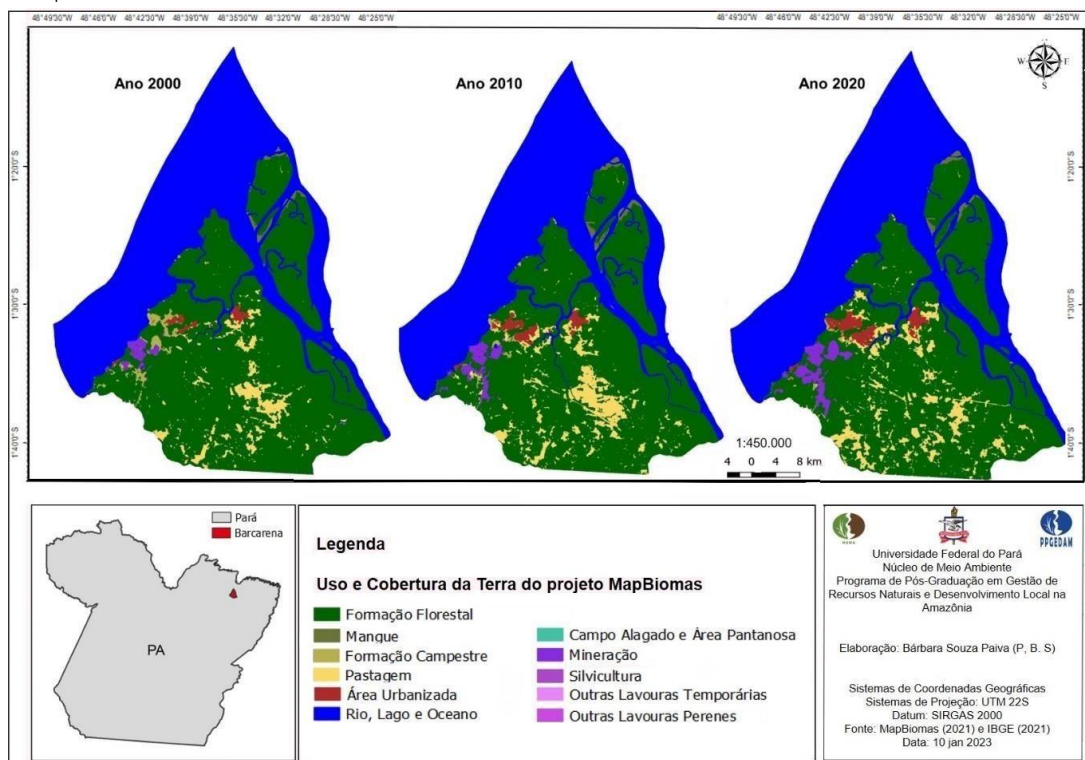 48°49'30"W 48°46'0"W 48°42'30"W 48°39'0"W 48°35'30"W 48°32'0"W 48°28'30"W 48°25'0"W
48°49'30"W 48°46'0"W 48°42'30"W 48°39'0"W 48°35'30"W 48°32'0"W 48°28'30"W 48°25'0"W
Ano 2000
Ano 2010
Ano 2020
W E
S
1°20'0"S
1°30'0"S
1°40'0"S
1°20'0"S
1°30'0"S
1°40'0"S
1:450.000
4 0 4 8 km
Pará
Barcarena
PA
Legenda
Uso e Cobertura da Terra do projeto MapBiomas
Formação Florestal
Mangue
Formação Campestre
Pastagem
Área Urbanizada
Rio, Lago e Oceano
Campo Alagado e Área Pantanosa
Mineração
Silvicultura
Outras Lavouras Temporárias
Outras Lavouras Perenes
NUMA
PPGEDAM
Universidade Federal do Pará
Núcleo de Meio Ambiente
Programa de Pós-Graduação em Gestão de
Recursos Naturais e Desenvolvimento Local na
Amazônia
Elaboração: Bárbara Souza Paiva (P, B. S)
Sistemas de Coordenadas Geográficas
Sistemas de Projeção: UTM 22S
Datum: SIRGAS 2000
Fonte: MapBiomas (2021) e IBGE (2021)
Data: 10 jan 2023